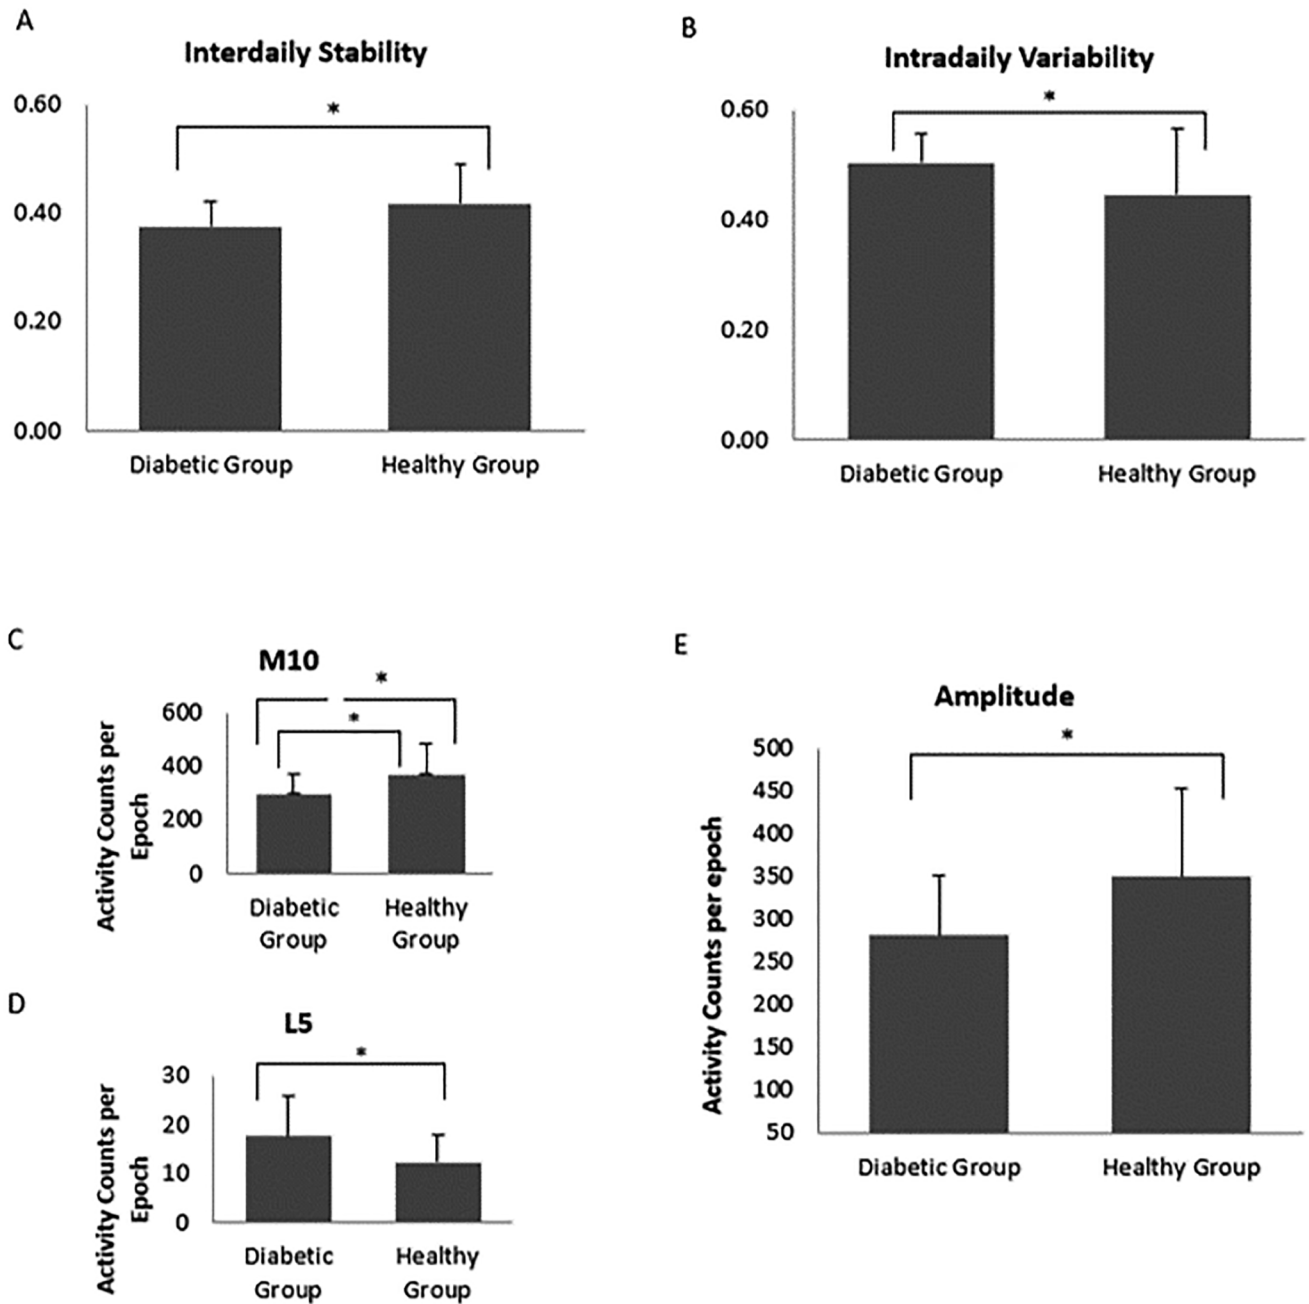 A
Interdaily Stability
0.60
*
0.40
0.20
0.00
Diabetic Group Healthy Group
B
Intradaily Variability
*
0.60
0.40
0.20
0.00
Diabetic Group Healthy Group
C
M10
*
*
Activity Counts per
Epoch
600
400
200
0
Diabetic
Group
Healthy
Group
D
L5
*
Activity Counts per
Epoch
30
20
10
0
Diabetic
Group
Healthy
Group
E
Amplitude
*
Activity Counts per epoch
500
450
400
350
300
250
200
150
100
50
Diabetic Group Healthy Group